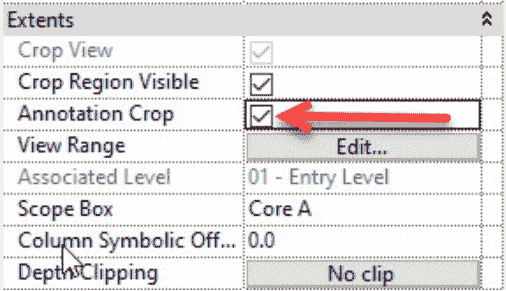 Extents
Crop View
Crop Region Visible
Annotation Crop
View Range Edit...
Associated Level 01 - Entry Level
Scope Box Core A
Column Symbolic Off... 0.0
Depth Clipping No clip